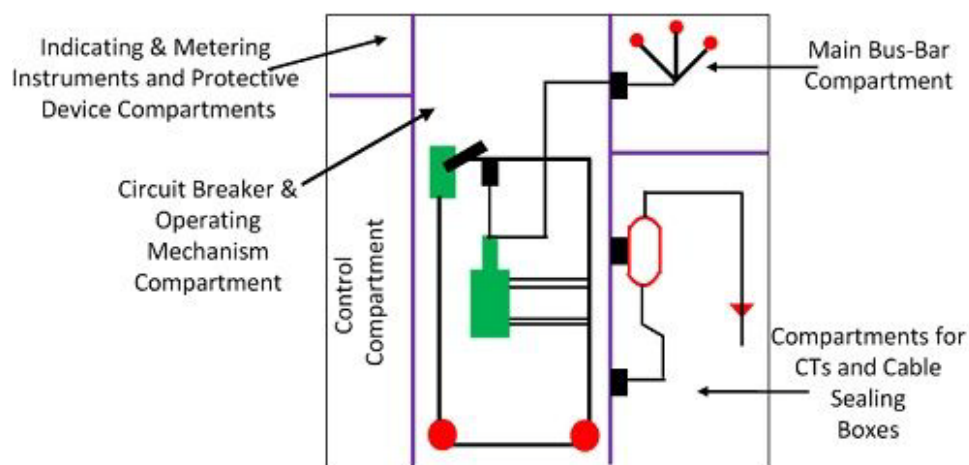 Indicating & Metering
Instruments and Protective
Device Compartments
Circuit Breaker &
Operating
Mechanism
Compartment
Control
Compartment
Main Bus-Bar
Compartment
Compartments for
CTs and Cable
Sealing
Boxes